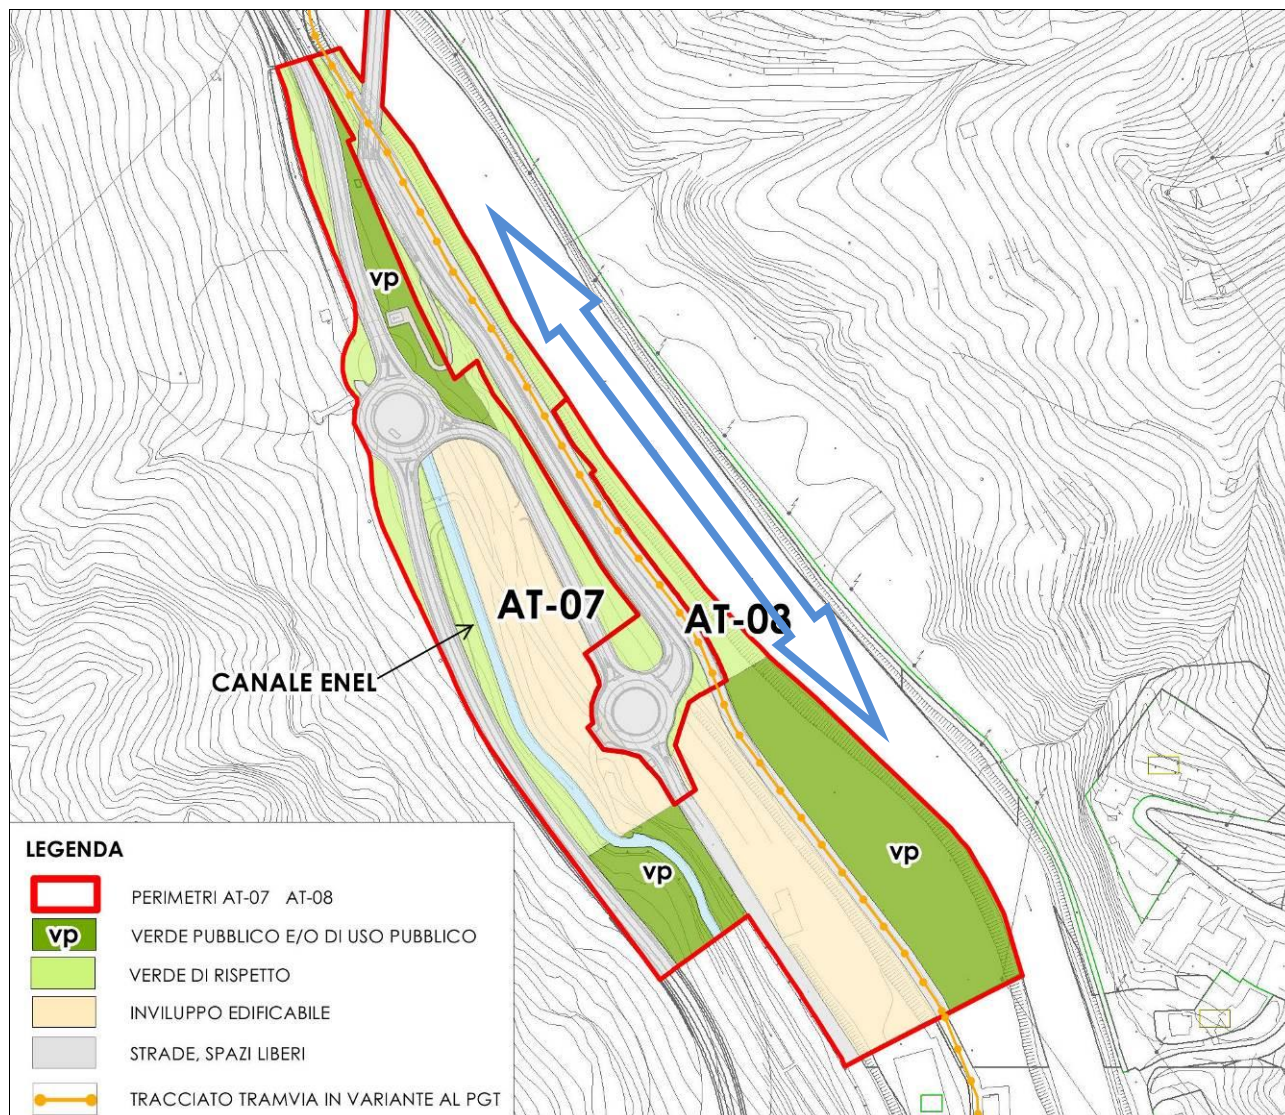 vp
AT-07
AT-08
CANALE ENEL
vp
vp
LEGENDA
PERIMETRI AT-07 AT-08
vp VERDE PUBBLICO E/O DI USO PUBBLICO
VERDE DI RISPETTO
INVILUPPO EDIFICABILE
STRADE, SPAZI LIBERI
TRACCIATO TRAMVIA IN VARIANTE AL PGT